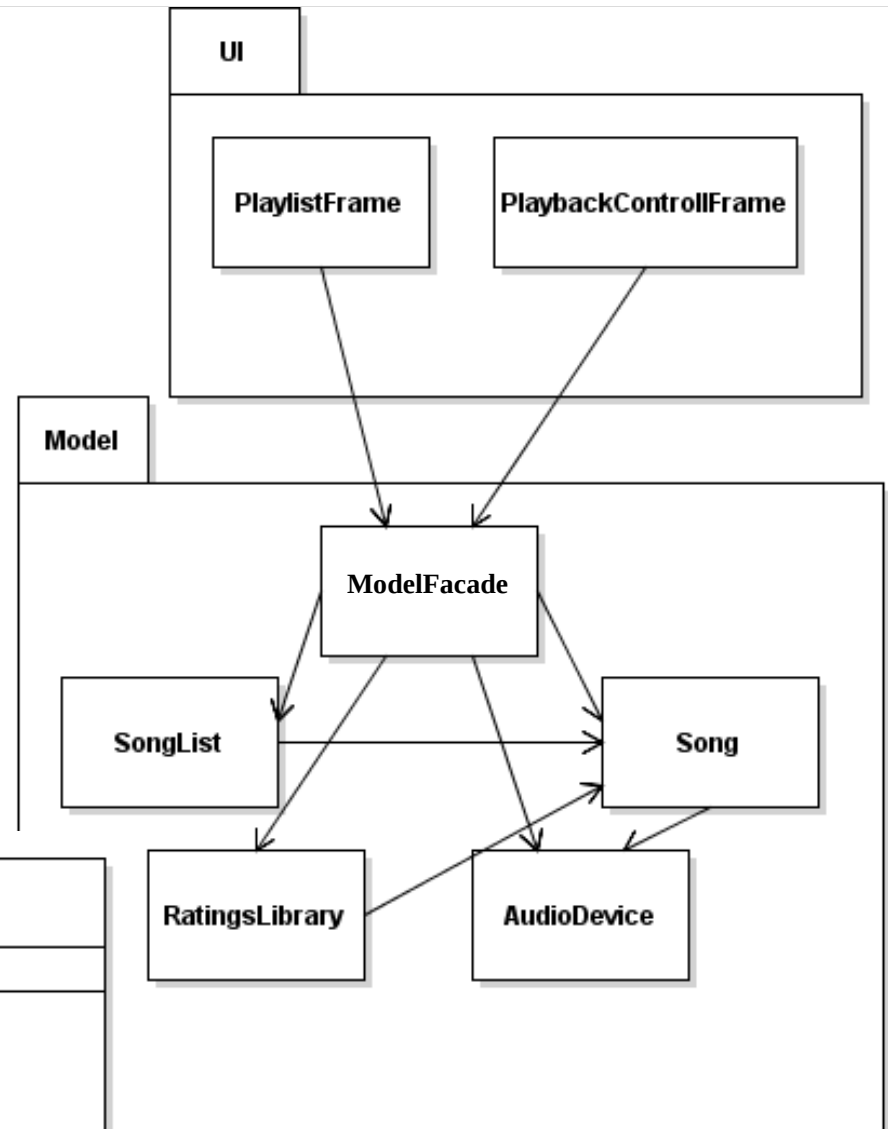 UI
PlaylistFrame
PlaybackControllFrame
Model
ModelFacade
SongList
Song
RatingsLibrary
AudioDevice